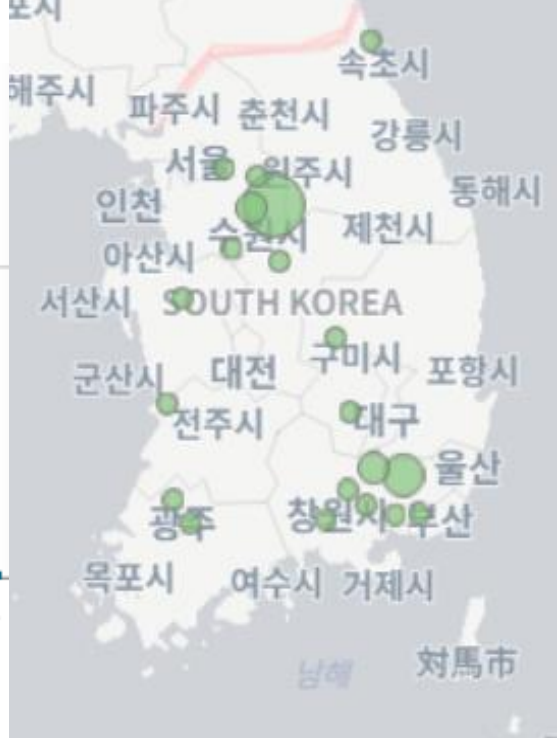 포시
속초시
해주시
파주시
춘천시
강릉시
서울
원주시
동해시
인천
수원시
제천시
아산시
서산시
SOUTH KOREA
대전
구미시
포항시
군산시
전주시
대구
울산
창원시
부산
광주
목포시
여수시
거제시
남해
対馬市